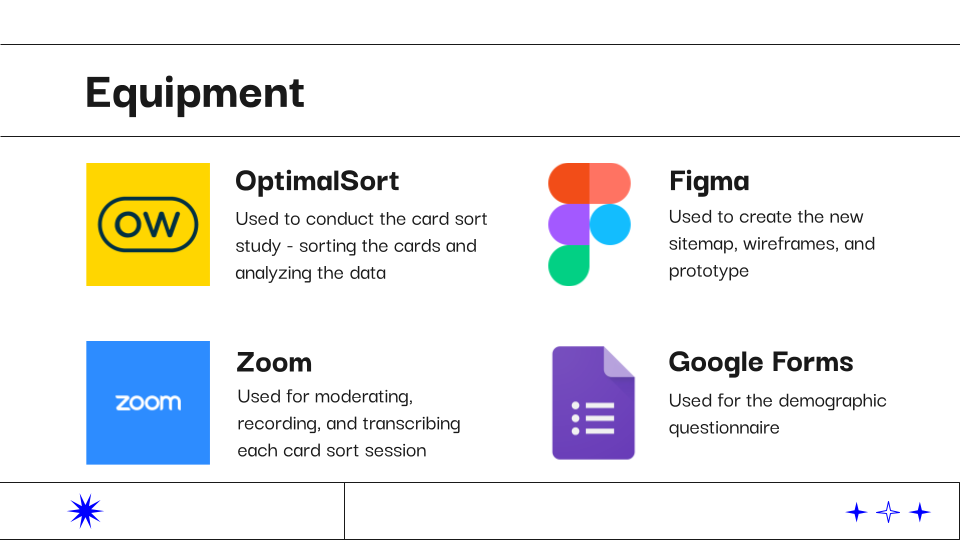 Equipment
OW
OptimalSort
Used to conduct the card sort
study - sorting the cards and
analyzing the data
Figma
Used to create the new
sitemap, wireframes, and
prototype
zoom
Zoom
Used for moderating,
recording, and transcribing
each card sort session
Google Forms
Used for the demographic
questionnaire